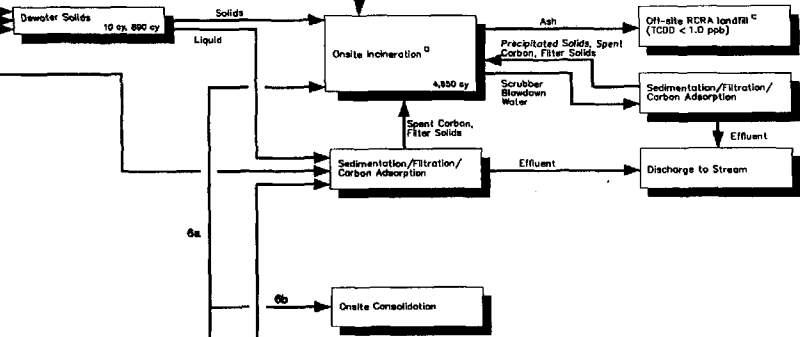 Dewater Solids
10 cy, 890 cy
Solids
Liquid
Onsite Incineration
4,850 cy
Ash
Off-site RCRA landfill c
(TCDD < 1.0 ppb)
Precipitated Solids, Spent
Carbon, Filter Solids
Scrubber
Blowdown
Water
Sedimentation/Filtration/
Carbon Adsorption
Spent Carbon,
Filter Solids
Effluent
Sedimentation/Filtration/
Carbon Adsorption
Effluent
Discharge to Stream
6a
6b
Onsite Consolidation